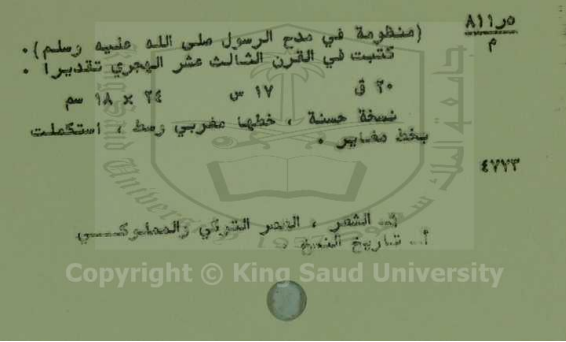 ٨١١ر٥
م
(منظومة في مدح الرسول صلى الله عليه وسلم).
كتبت في القرن الثالث عشر الهجري تقديرا .
٢٠ ق ١٧ س ٢٤ × ١٨ سم
نسخة حسنة ، خطها مغربي وسط ، استكملت
بخط مغاير .
٤٧٧٣
الشعر ، العصر التركي والمملوكي
أ- تاريخ النسخ .
Copyright © King Saud University